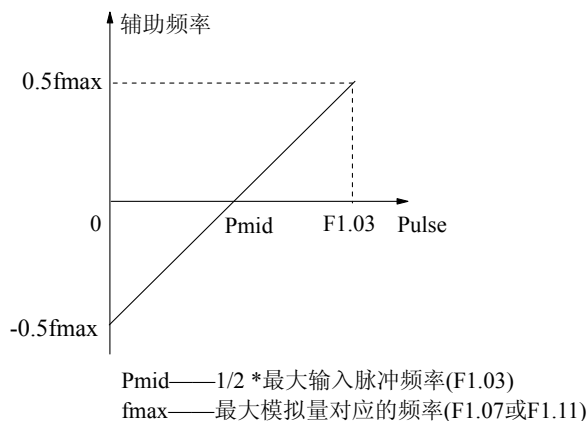 辅助频率
0.5fmax
0
Pmid
F1.03
Pulse
-0.5fmax
Pmid——1/2 *最大输入脉冲频率(F1.03)
fmax——最大模拟量对应的频率(F1.07或F1.11)